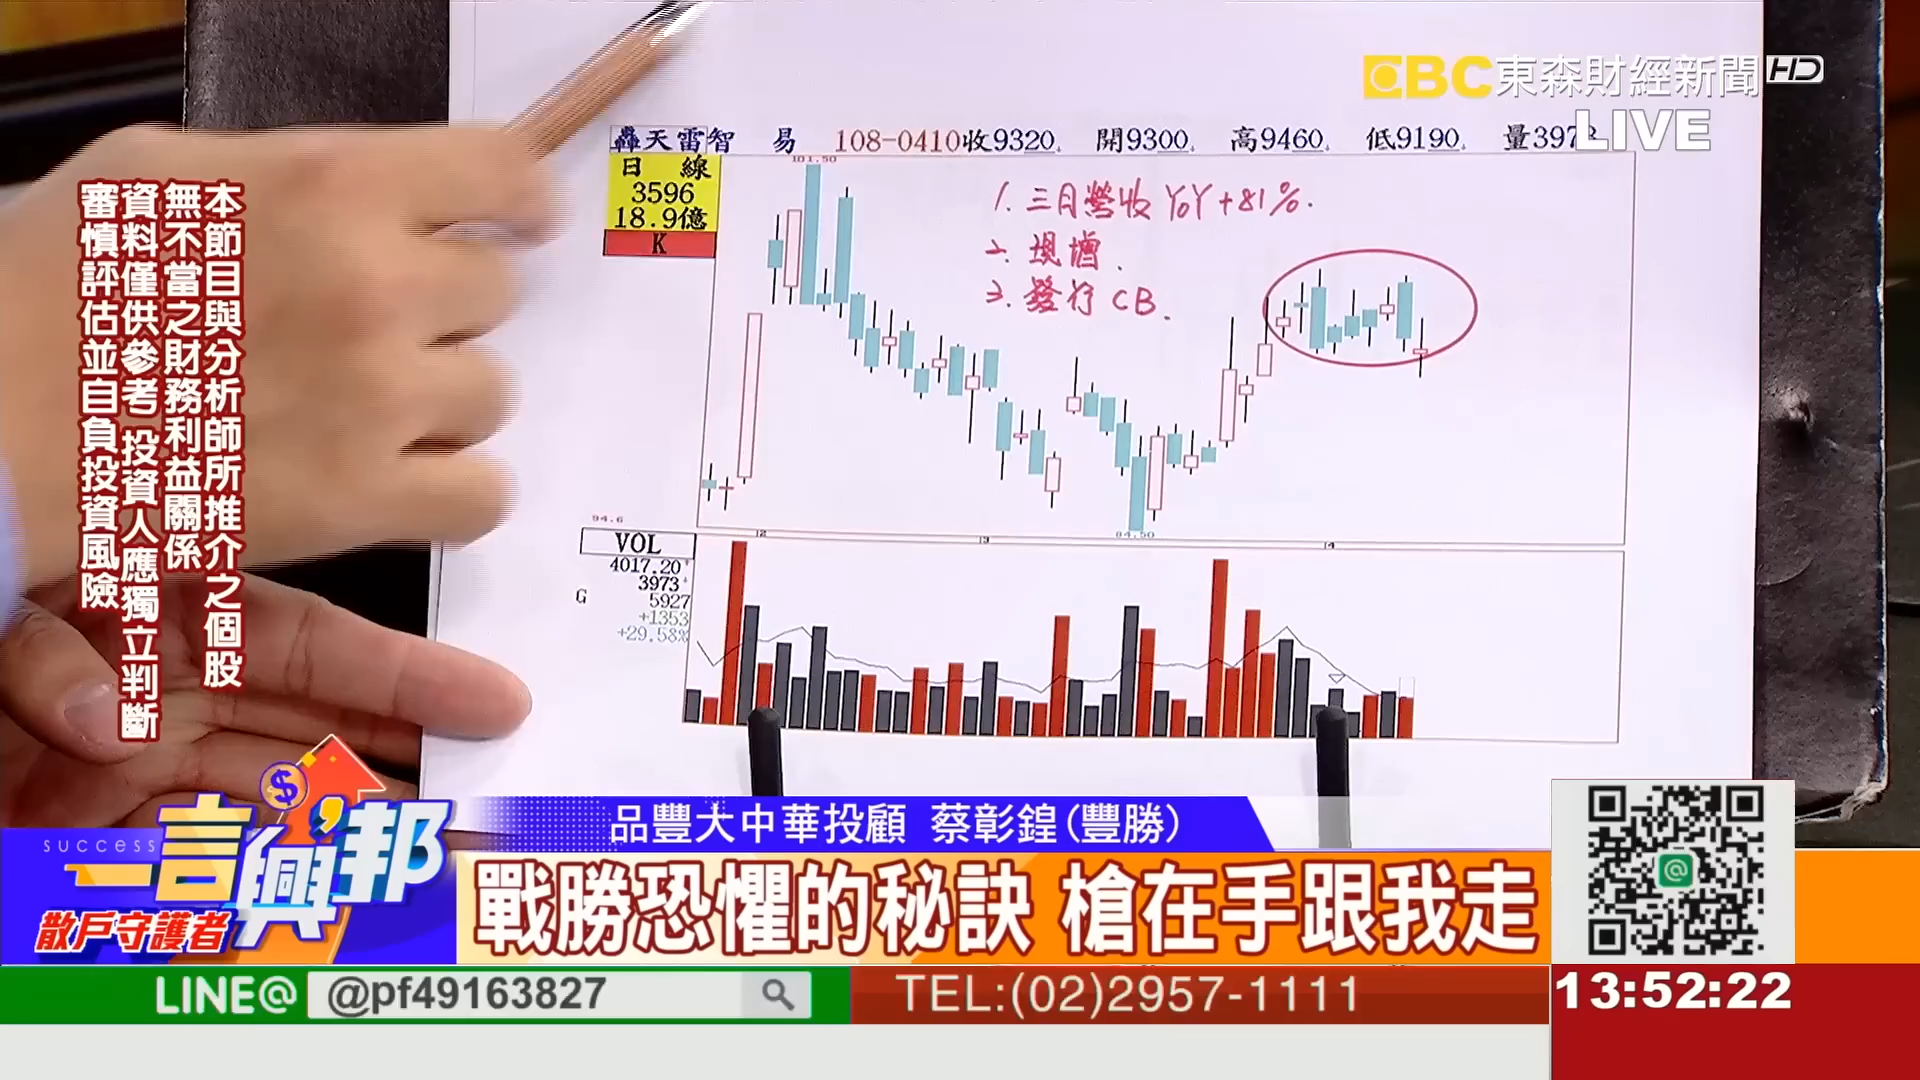 EBC東森財經新聞 HD
LIVE
轟天雷智易 108-0410收9320 開9300 高9460 低9190
日線
3596
18.9億
K
101.50
1. 三月營收 YoY +81%.
2. 現增.
3. 發行 CB.
94.6
84.50
2
3
4
VOL
4017.20
3973
G 5927
+1353
+29.58%
本節目與分析師所推介之個股
無不當之財務利益關係
資料僅供參考 投資人應獨立判斷
審慎評估並自負投資風險
success
一言興邦
散戶守護者
品豐大中華投顧 蔡彰鍠(豐勝)
戰勝恐懼的秘訣 槍在手跟我走
LINE@ @pf49163827
TEL:(02)2957-1111
13:52:22